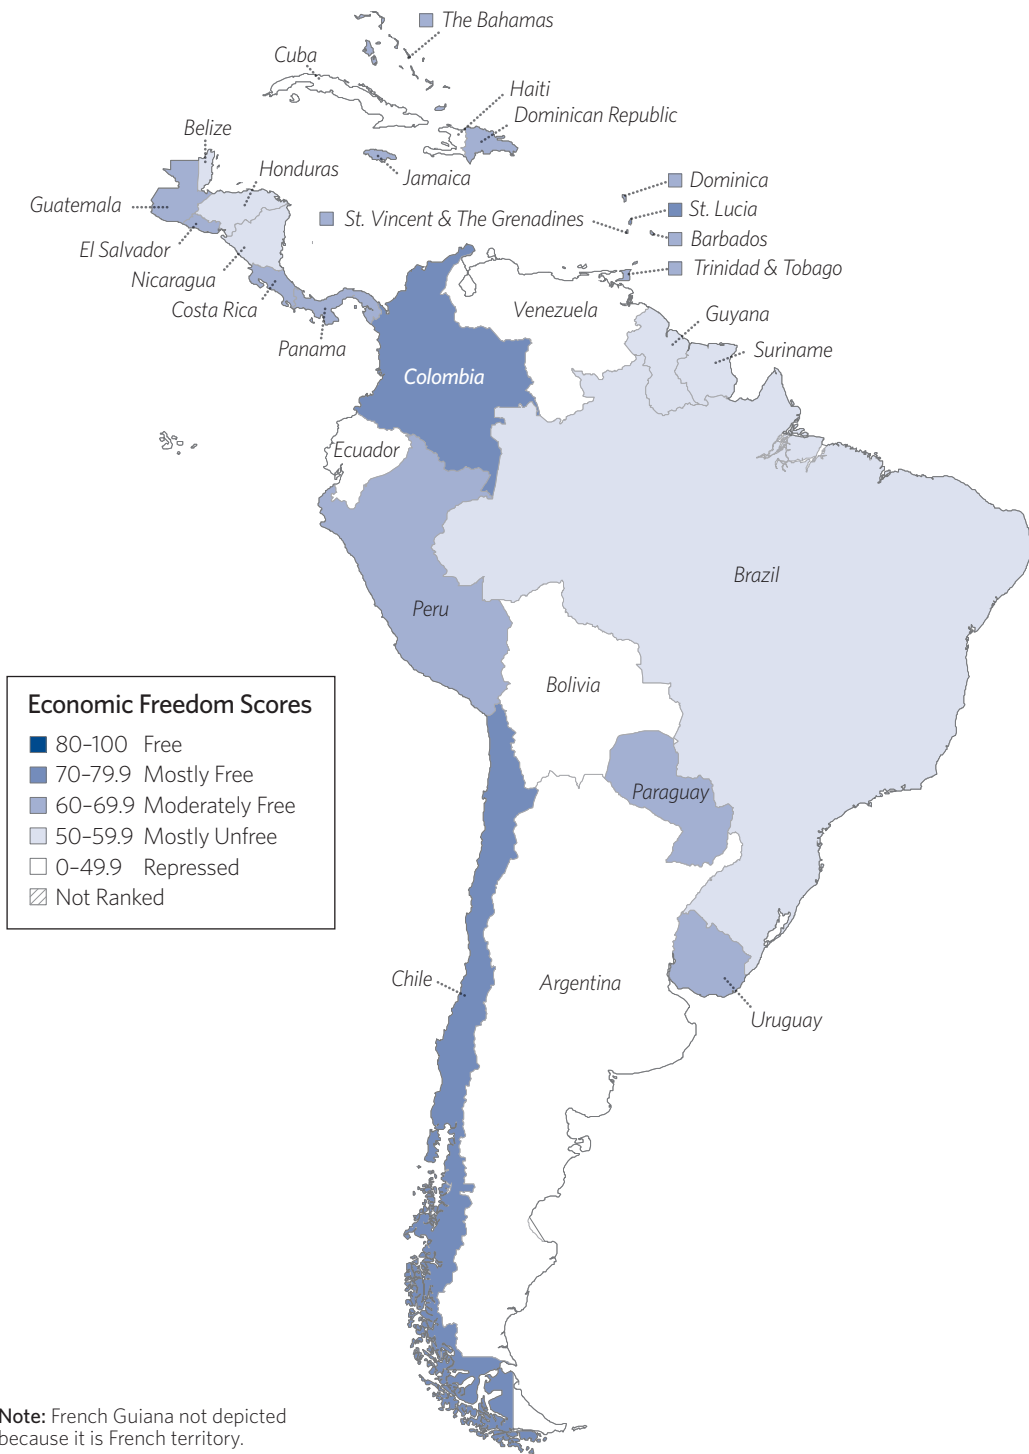 The Bahamas
Cuba
Haiti
Dominican Republic
Belize
Honduras
Jamaica
Guatemala
Dominica
St. Lucia
St. Vincent & The Grenadines
Barbados
El Salvador
Trinidad & Tobago
Nicaragua
Costa Rica
Venezuela
Guyana
Panama
Suriname
Colombia
Ecuador
Brazil
Peru
Bolivia
Economic Freedom Scores
80–100 Free
70–79.9 Mostly Free
60–69.9 Moderately Free
50–59.9 Mostly Unfree
0–49.9 Repressed
Not Ranked
Paraguay
Chile
Argentina
Uruguay
Note: French Guiana not depicted
because it is French territory.